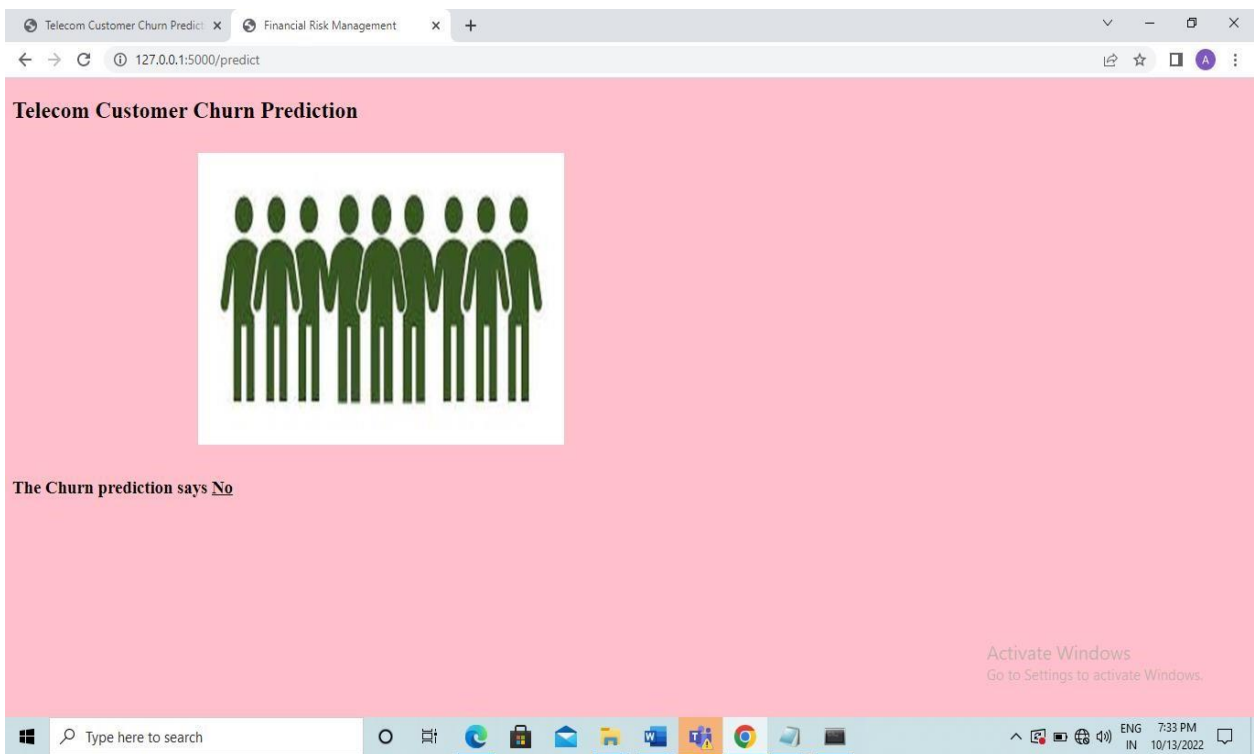 Telecom Customer Churn Predict
Financial Risk Management
127.0.0.1:5000/predict
A
Telecom Customer Churn Prediction
The Churn prediction says No
Activate Windows
Go to Settings to activate Windows.
Type here to search
ENG 7:33 PM
IN 10/13/2022